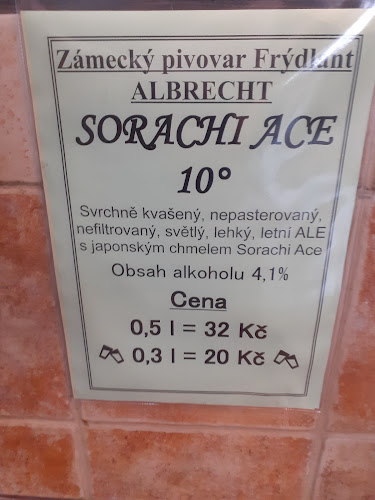 Zámecký pivovar Frýdlant
ALBRECHT
SORACHI ACE
10°
Svrchně kvašený, nepasterovaný,
nefiltrovaný, světlý, lehký, letní ALE
s japonským chmelem Sorachi Ace
Obsah alkoholu 4,1%
Cena
0,5 l = 32 Kč
0,3 l = 20 Kč